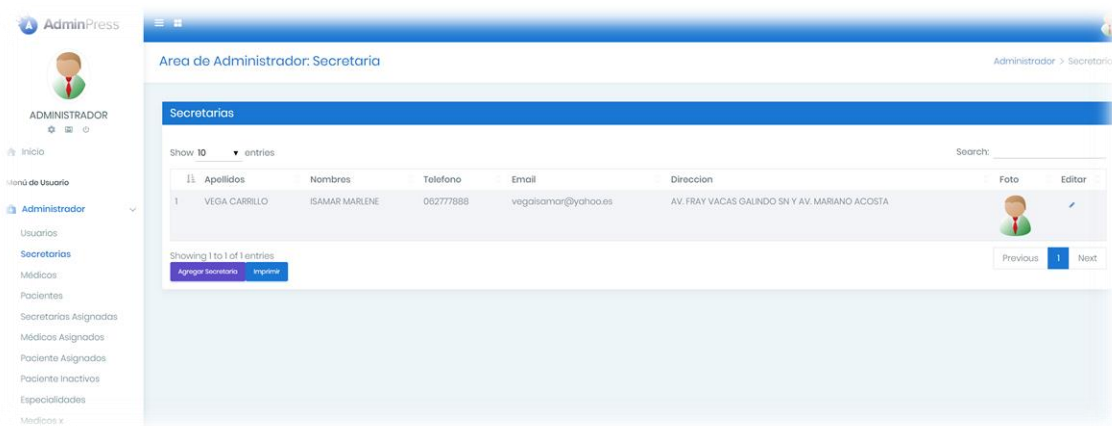 AdminPress
ADMINISTRADOR
Inicio
Menú de Usuario
Administrador
Usuarios
Secretarias
Médicos
Pacientes
Secretarias Asignadas
Médicos Asignados
Paciente Asignados
Paciente Inactivos
Especialidades
Medicos x
Area de Administrador: Secretaria
Administrador > Secretaria
Secretarias
Show 10 entries
Search:
Apellidos Nombres Telefono Email Direccion Foto Editar
1 VEGA CARRILLO ISAMAR MARLENE 062777888 vegaisamar@yahoo.es AV. FRAY VACAS GALINDO SN Y AV. MARIANO ACOSTA
Showing 1 to 1 of 1 entries
Previous 1 Next
Agregar Secretaria Imprimir